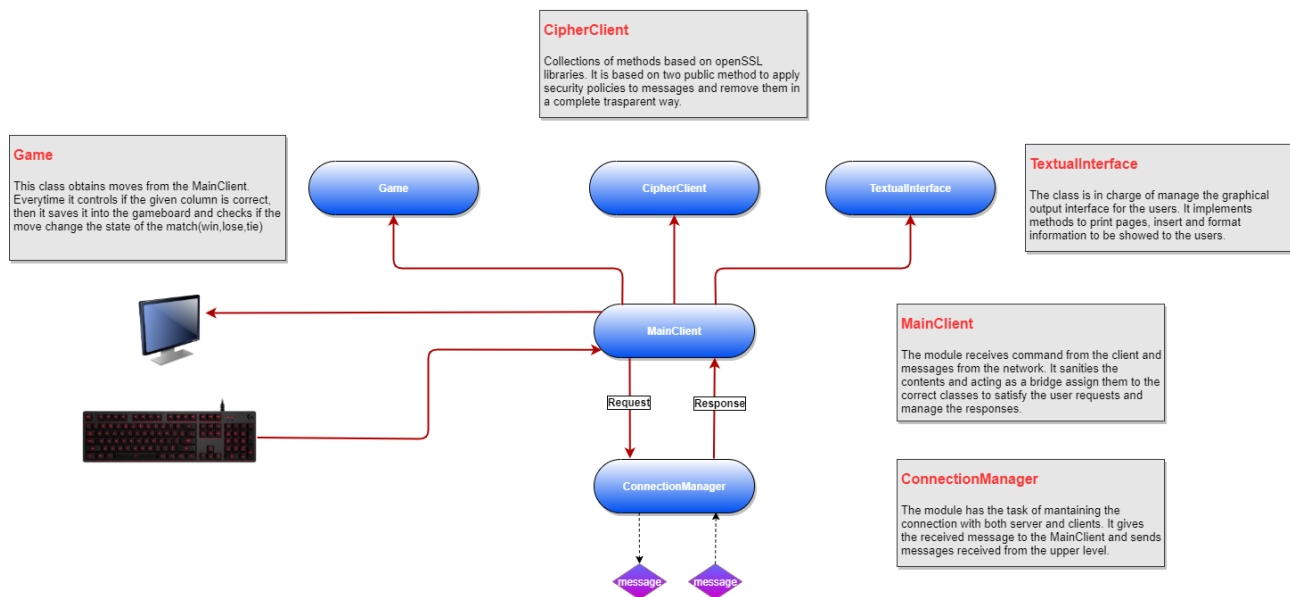 CipherClient
Collections of methods based on openSSL
libraries. It is based on two public method to apply
security policies to messages and remove them in
a complete trasparent way.
Game
This class obtains moves from the MainClient.
Everytime it controls if the given column is correct,
then it saves it into the gameboard and checks if the
move change the state of the match(win,lose,tie)
Game
CipherClient
TextualInterface
TextualInterface
The class is in charge of manage the graphical
output interface for the users. It implements
methods to print pages, insert and format
information to be showed to the users.
MainClient
MainClient
The module receives command from the client and
messages from the network. It sanities the
contents and acting as a bridge assign them to the
correct classes to satisfy the user requests and
manage the responses.
Request
Response
ConnectionManager
ConnectionManager
The module has the task of mantaining the
connection with both server and clients. It gives
the received message to the MainClient and sends
messages received from the upper level.
message
message